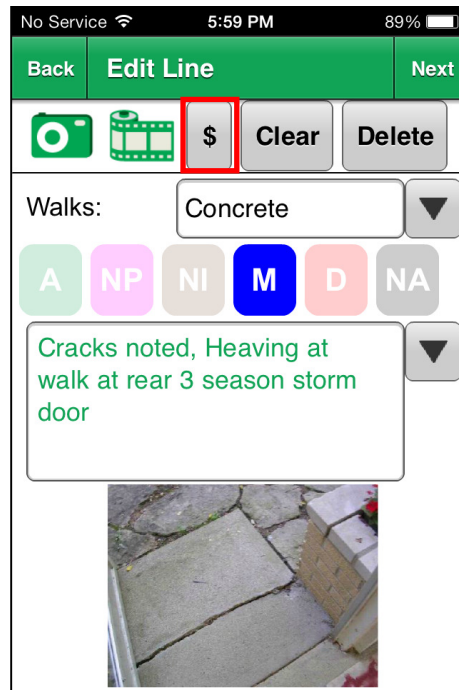 No Service 5:59 PM 89%
Back Edit Line Next
$ Clear Delete
Walks: Concrete
A NP NI M D NA
Cracks noted, Heaving at
walk at rear 3 season storm
door